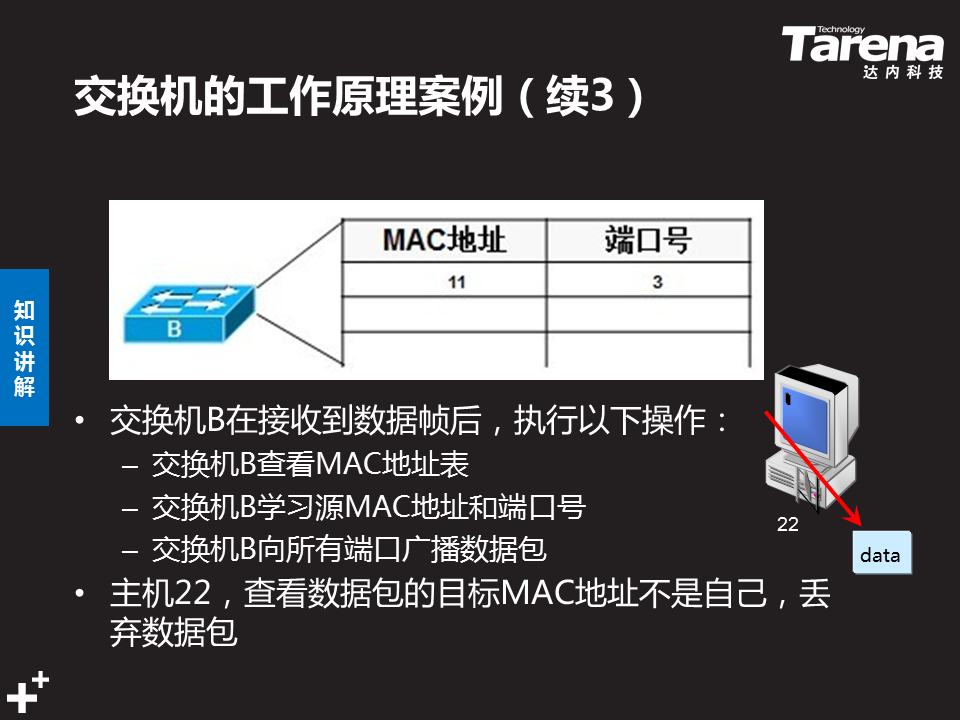 Technology
Tarena
达内科技
交换机的工作原理案例（续3）
MAC地址 端口号
11 3
B
知识讲解
• 交换机B在接收到数据帧后，执行以下操作：
– 交换机B查看MAC地址表
– 交换机B学习源MAC地址和端口号
– 交换机B向所有端口广播数据包
22
data
• 主机22，查看数据包的目标MAC地址不是自己，丢
弃数据包